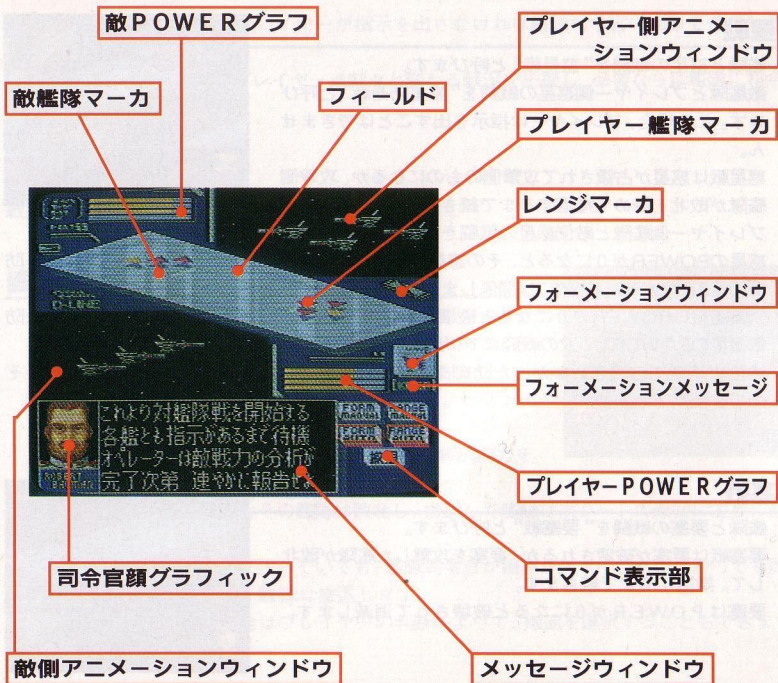 敵POWERグラフ
プレイヤー側アニメ
ーションウィンドウ
敵艦隊マーカ
フィールド
プレイヤー艦隊マーカ
レンジマーカ
フォーメーションウィンドウ
フォーメーションメッセージ
D-LINE
これより対艦隊戦を開始する
各艦とも指示があるまで待機
オペレーターは敵戦力の分析が
完了次第 速やかに報告せよ
FORM
MANUAL
RANGE
MANUAL
FORM
AUTO
RANGE
AUTO
ROBERT
プレイヤーPOWERグラフ
司令官顔グラフィック
コマンド表示部
敵側アニメーションウィンドウ
メッセージウィンドウ